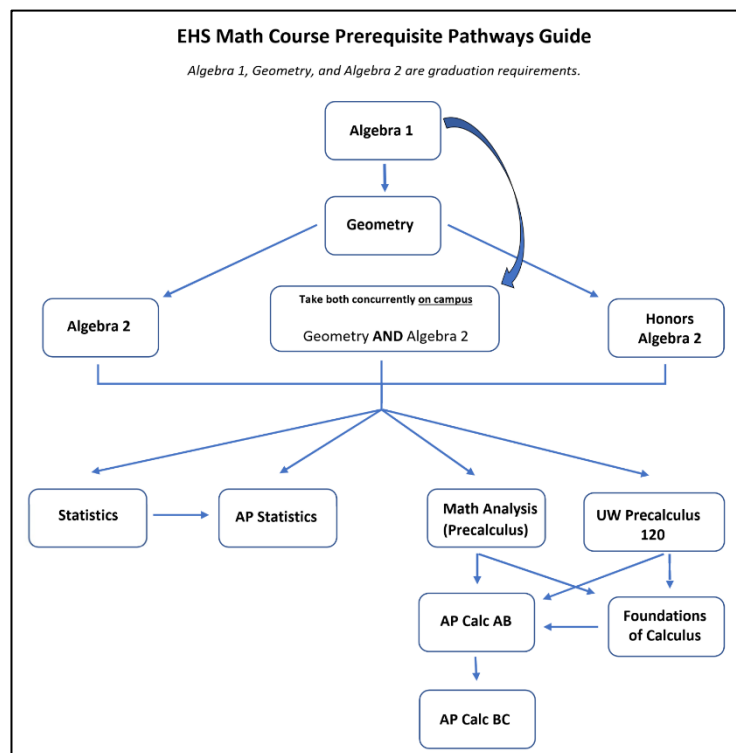 EHS Math Course Prerequisite Pathways Guide
Algebra 1, Geometry, and Algebra 2 are graduation requirements.
Algebra 1
Geometry
Algebra 2
Take both concurrently on campus
Geometry AND Algebra 2
Honors
Algebra 2
Statistics
AP Statistics
Math Analysis
(Precalculus)
UW Precalculus
120
AP Calc AB
Foundations
of Calculus
AP Calc BC